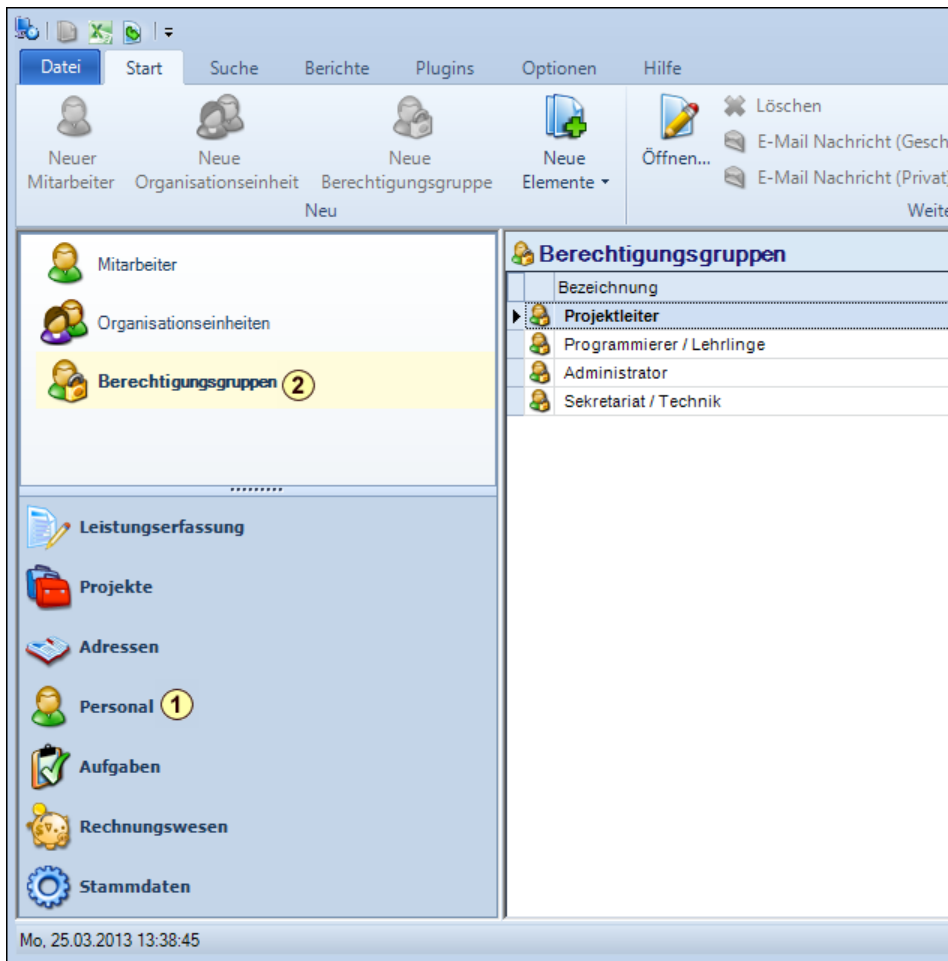 Datei Start Suche Berichte Plugins Optionen Hilfe
Neuer Mitarbeiter
Neue Organisationseinheit
Neue Berechtigungsgruppe
Neue Elemente
Öffnen...
Löschen
E-Mail Nachricht (Gesch
E-Mail Nachricht (Privat)
Neu
Weite
Mitarbeiter
Organisationseinheiten
Berechtigungsgruppen 2
Berechtigungsgruppen
Bezeichnung
Projektleiter
Programmierer / Lehrlinge
Administrator
Sekretariat / Technik
Leistungserfassung
Projekte
Adressen
Personal 1
Aufgaben
Rechnungswesen
Stammdaten
Mo, 25.03.2013 13:38:45